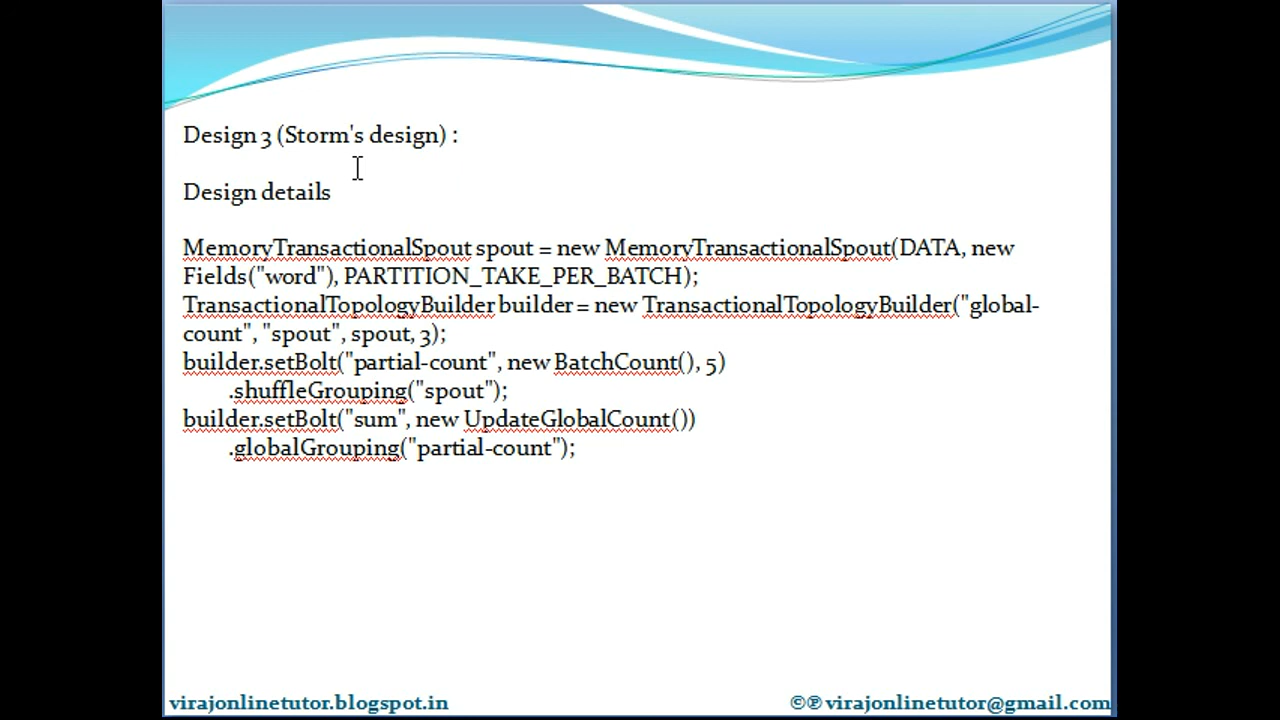 Design 3 (Storm's design) :
Design details
MemoryTransactionalSpout spout = new MemoryTransactionalSpout(DATA, new
Fields("word"), PARTITION_TAKE_PER_BATCH);
TransactionalTopologyBuilder builder = new TransactionalTopologyBuilder("global-
count", "spout", spout, 3);
builder.setBolt("partial-count", new BatchCount(), 5)
.shuffleGrouping("spout");
builder.setBolt("sum", new UpdateGlobalCount())
.globalGrouping("partial-count");
virajonlinetutor.blogspot.in
©℗ virajonlinetutor@gmail.com